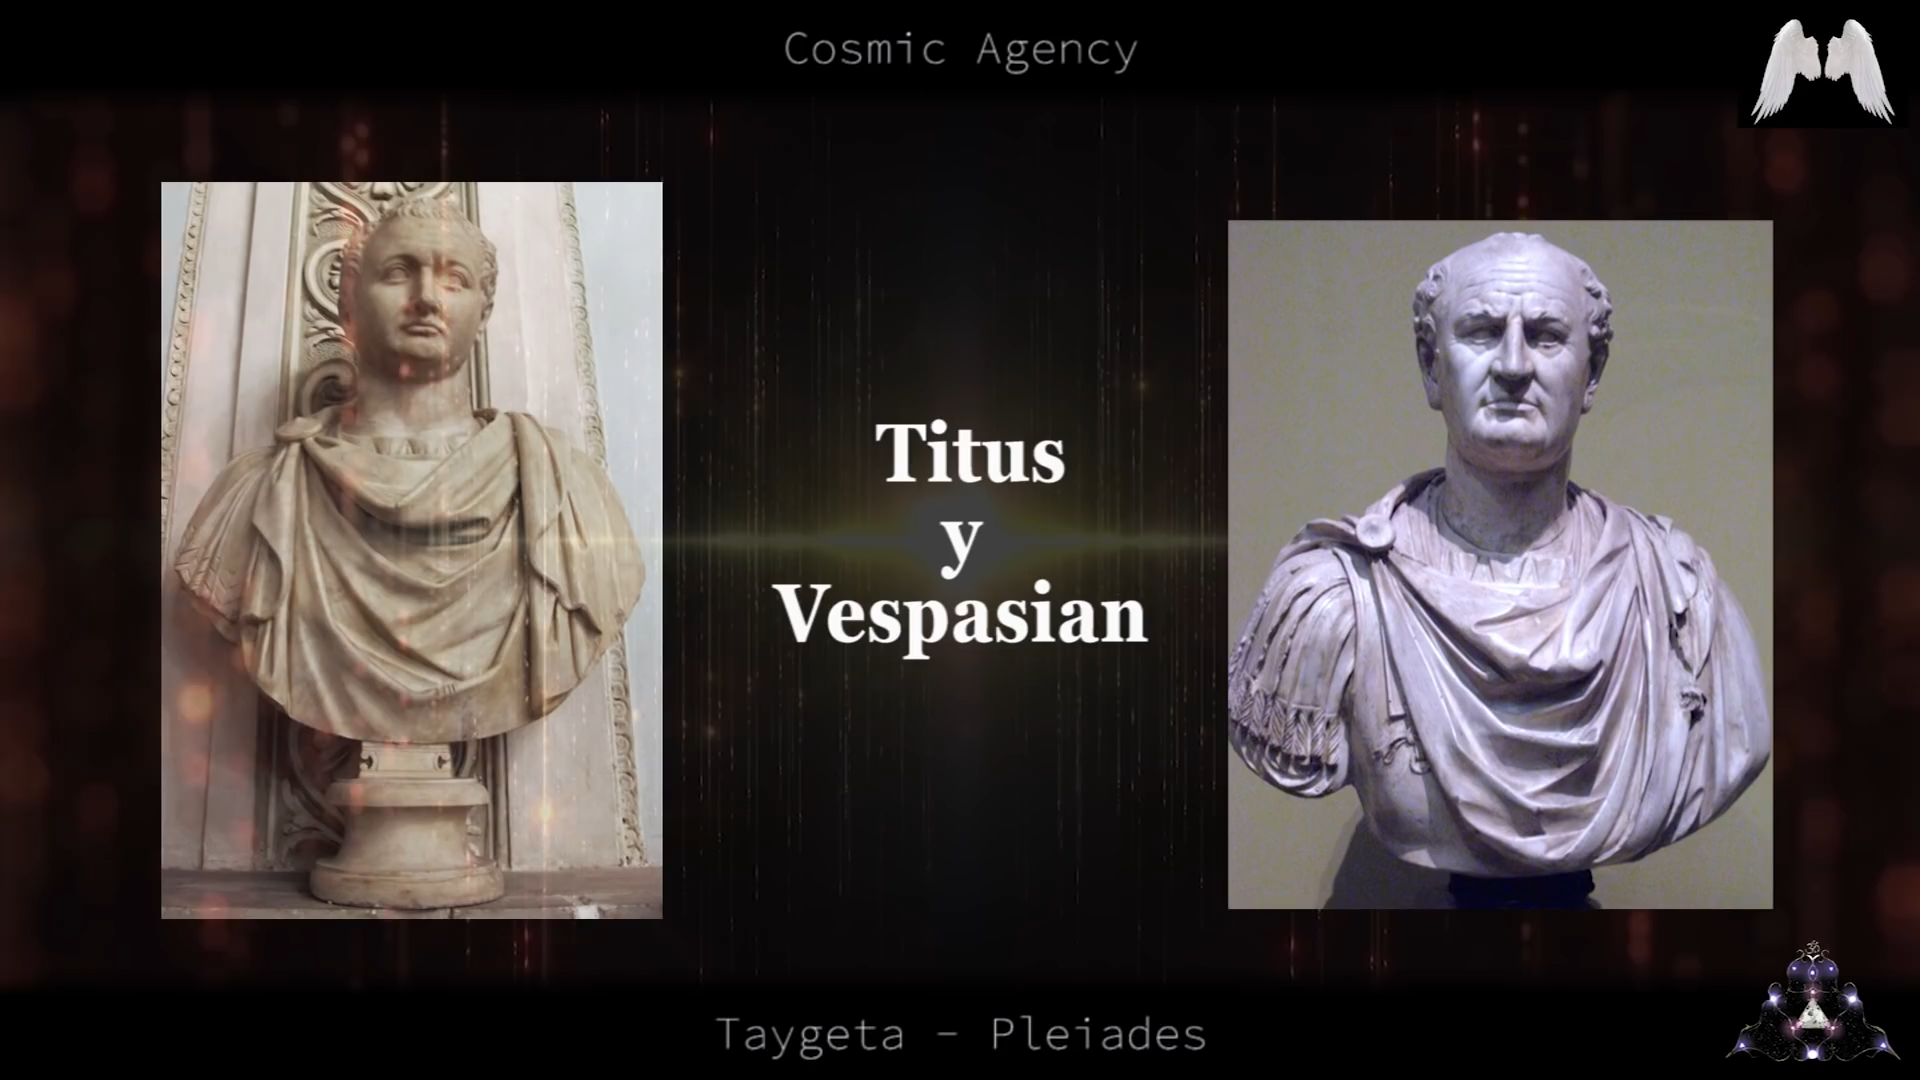 Cosmic Agency
Titus
y
Vespasian
ॐ
Taygeta - Pleiades